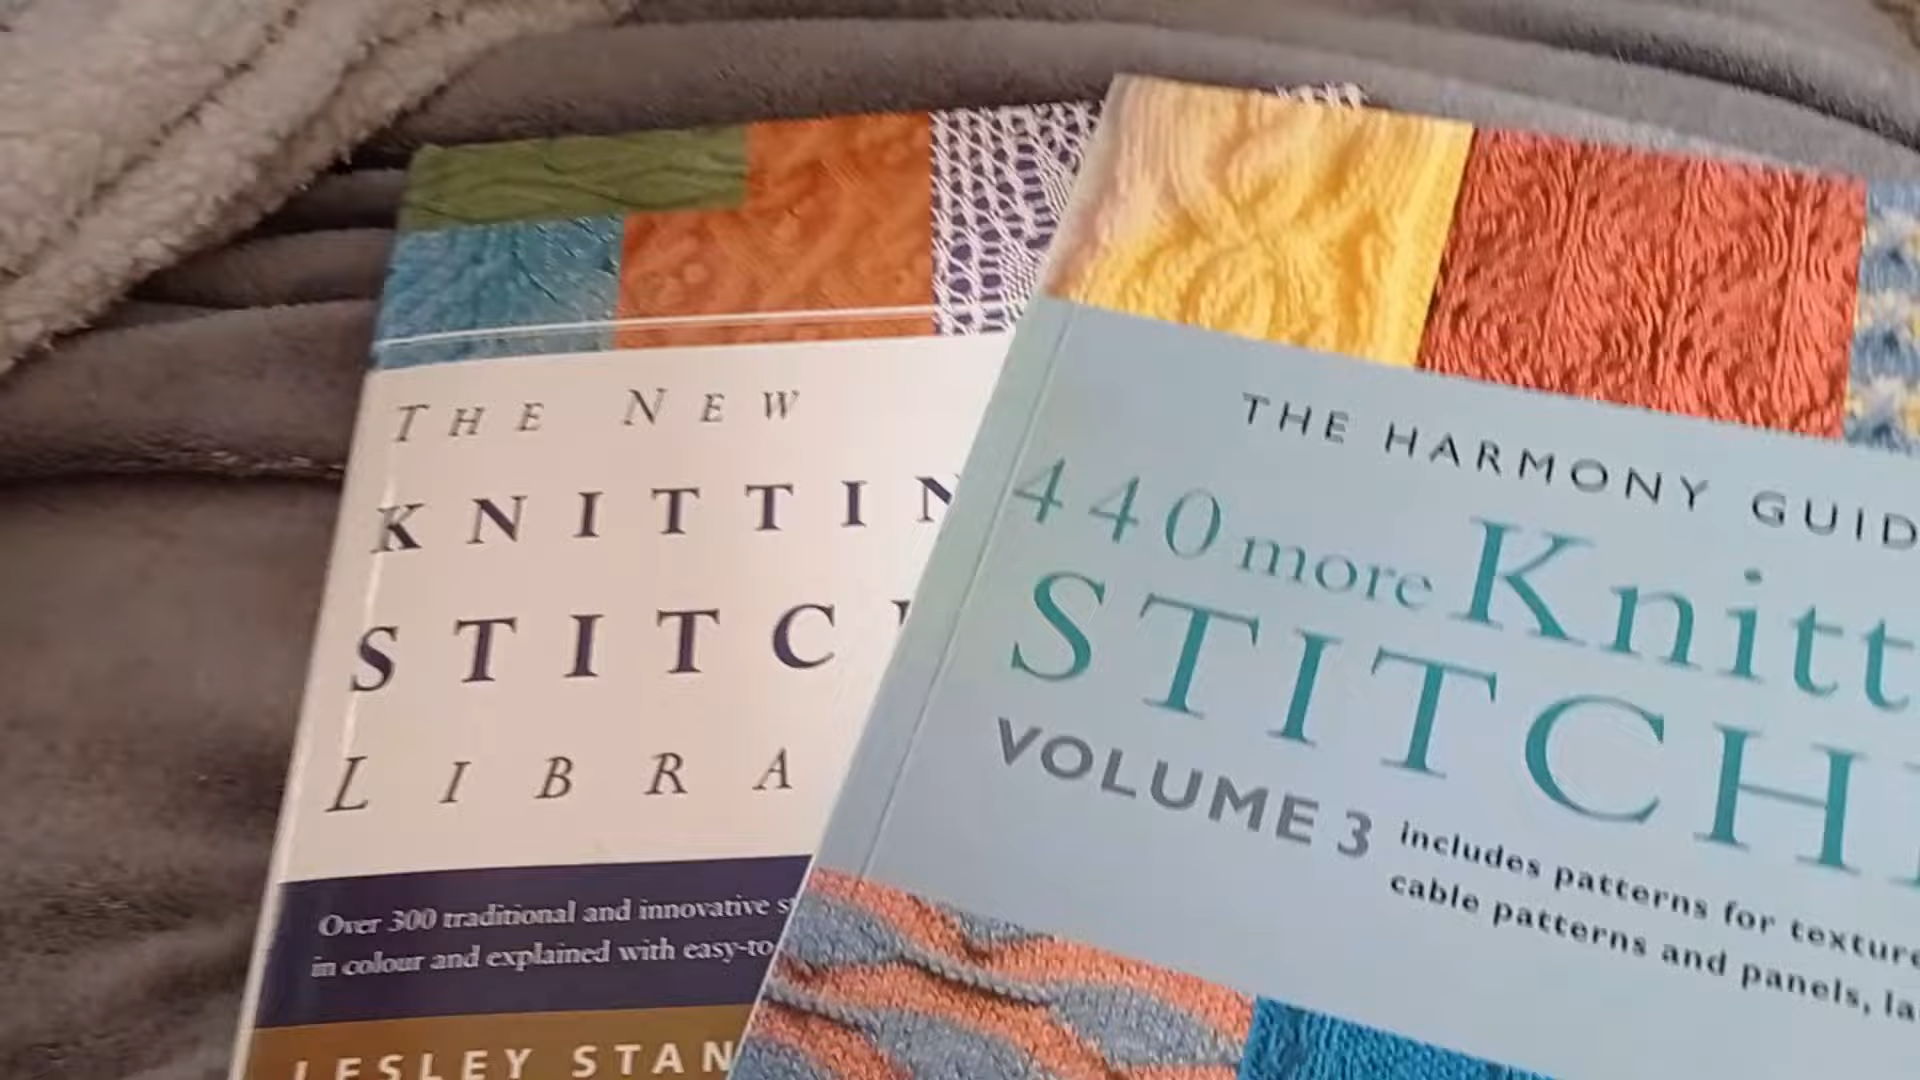 THE NEW
KNITTIN
STITC
LIBRA
Over 300 traditional and innovative s
in colour and explained with easy-to-
LESLEY STAN
THE HARMONY GUID
440 more Knitt
STITCH
VOLUME 3
includes patterns for texture
cable patterns and panels, la